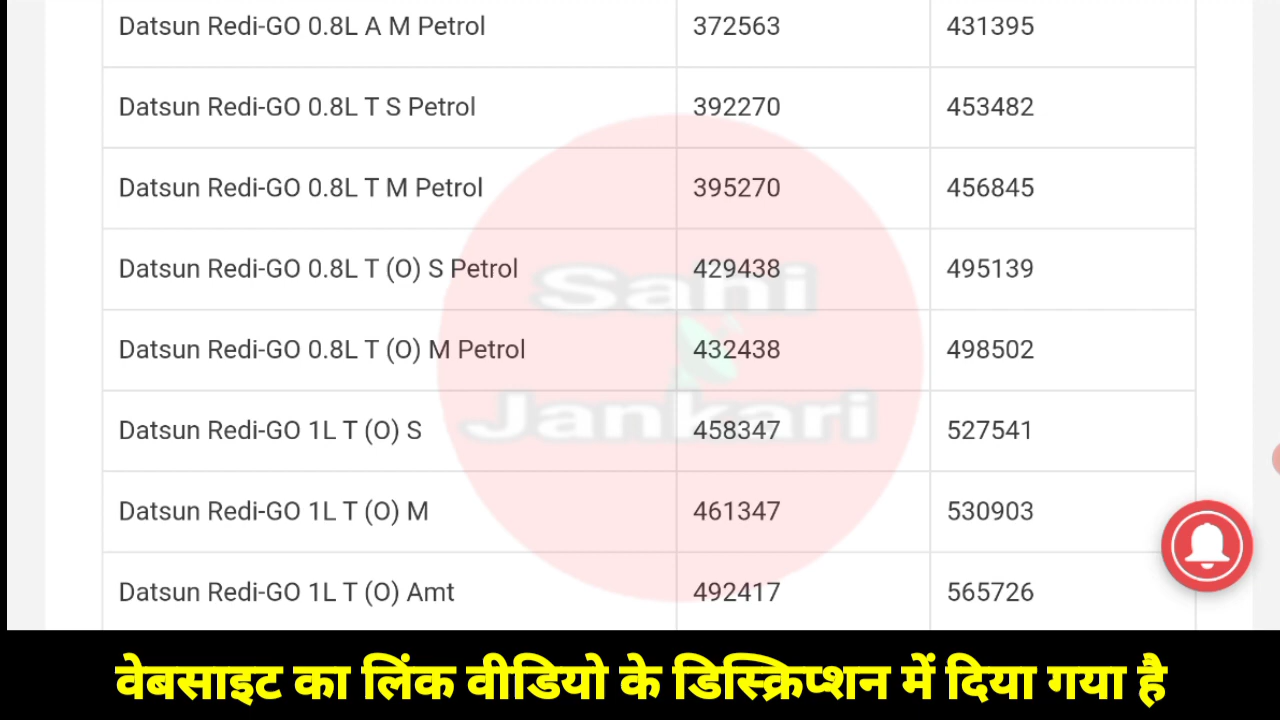 Datsun Redi-GO 0.8L A M Petrol 372563 431395
Datsun Redi-GO 0.8L T S Petrol 392270 453482
Datsun Redi-GO 0.8L T M Petrol 395270 456845
Datsun Redi-GO 0.8L T (O) S Petrol 429438 495139
Sahi
Datsun Redi-GO 0.8L T (O) M Petrol 432438 498502
Jankari
Datsun Redi-GO 1L T (O) S 458347 527541
Datsun Redi-GO 1L T (O) M 461347 530903
Datsun Redi-GO 1L T (O) Amt 492417 565726
वेबसाइट का लिंक वीडियो के डिस्क्रिप्शन में दिया गया है